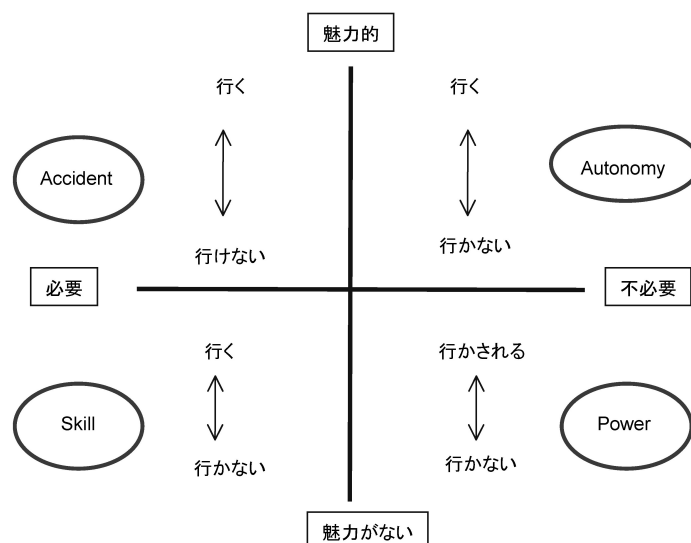 魅力的
行く
行く
Accident
Autonomy
行けない
行かない
必要
不必要
行く
行かされる
Skill
Power
行かない
行かない
魅力がない